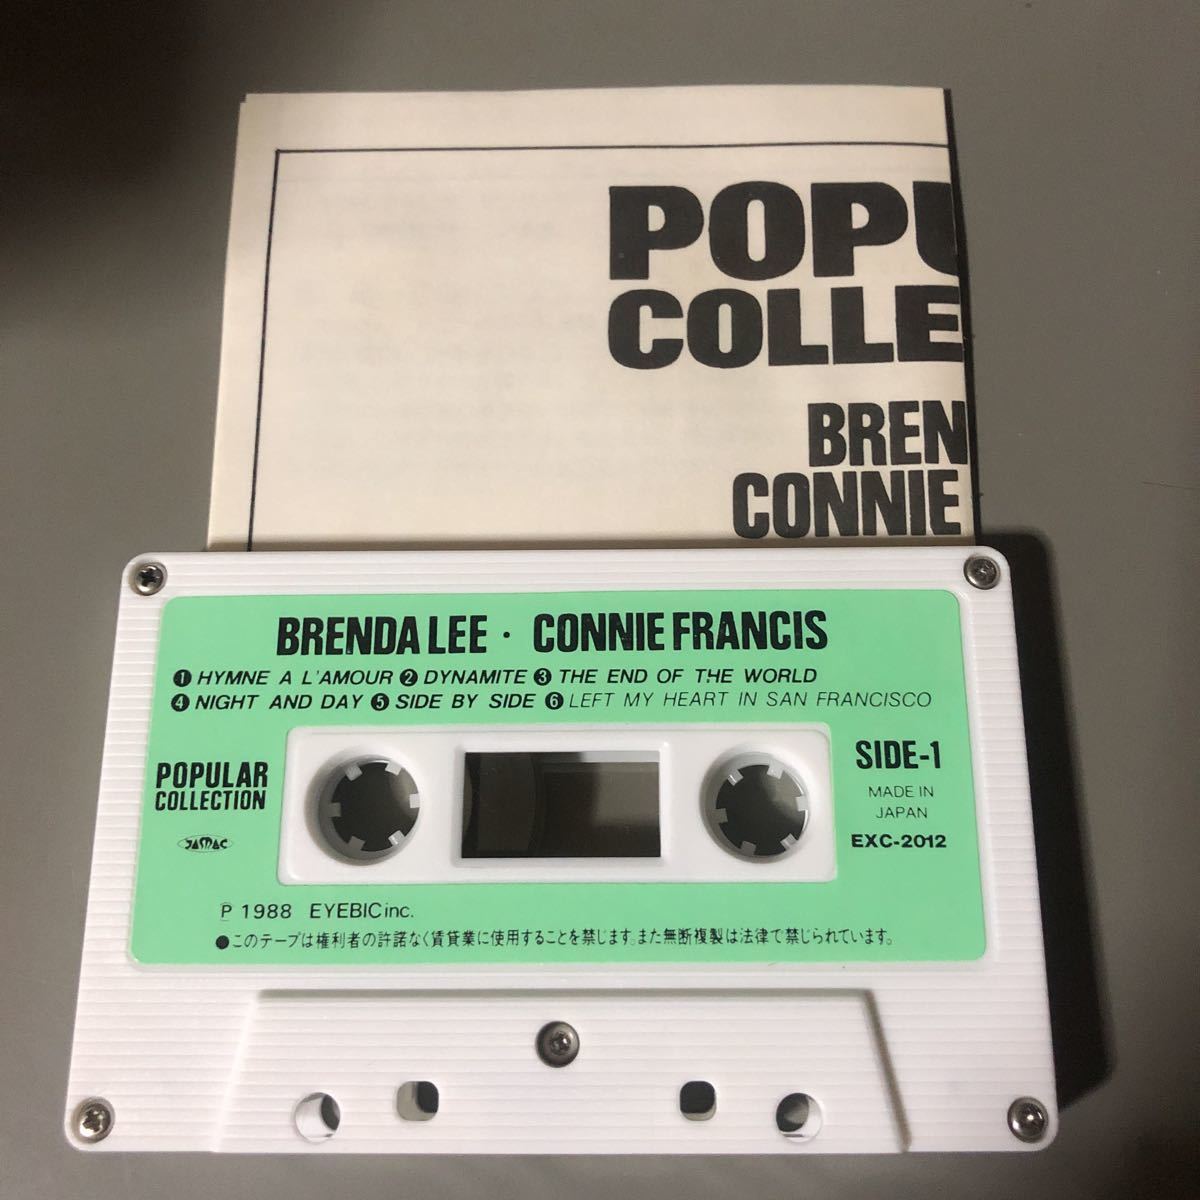 POPU
COLLE
BREN
CONNIE
BRENDA LEE · CONNIE FRANCIS
❶ HYMNE A L'AMOUR ❷ DYNAMITE ❸ THE END OF THE WORLD
❹ NIGHT AND DAY ❺ SIDE BY SIDE ❻ LEFT MY HEART IN SAN FRANCISCO
POPULAR
COLLECTION
JASRAC
SIDE-1
MADE IN
JAPAN
EXC-2012
Ⓟ 1988 EYEBIC inc.
●このテープは権利者の許諾なく賃貸業に使用することを禁じます。また無断複製は法律で禁じられています。